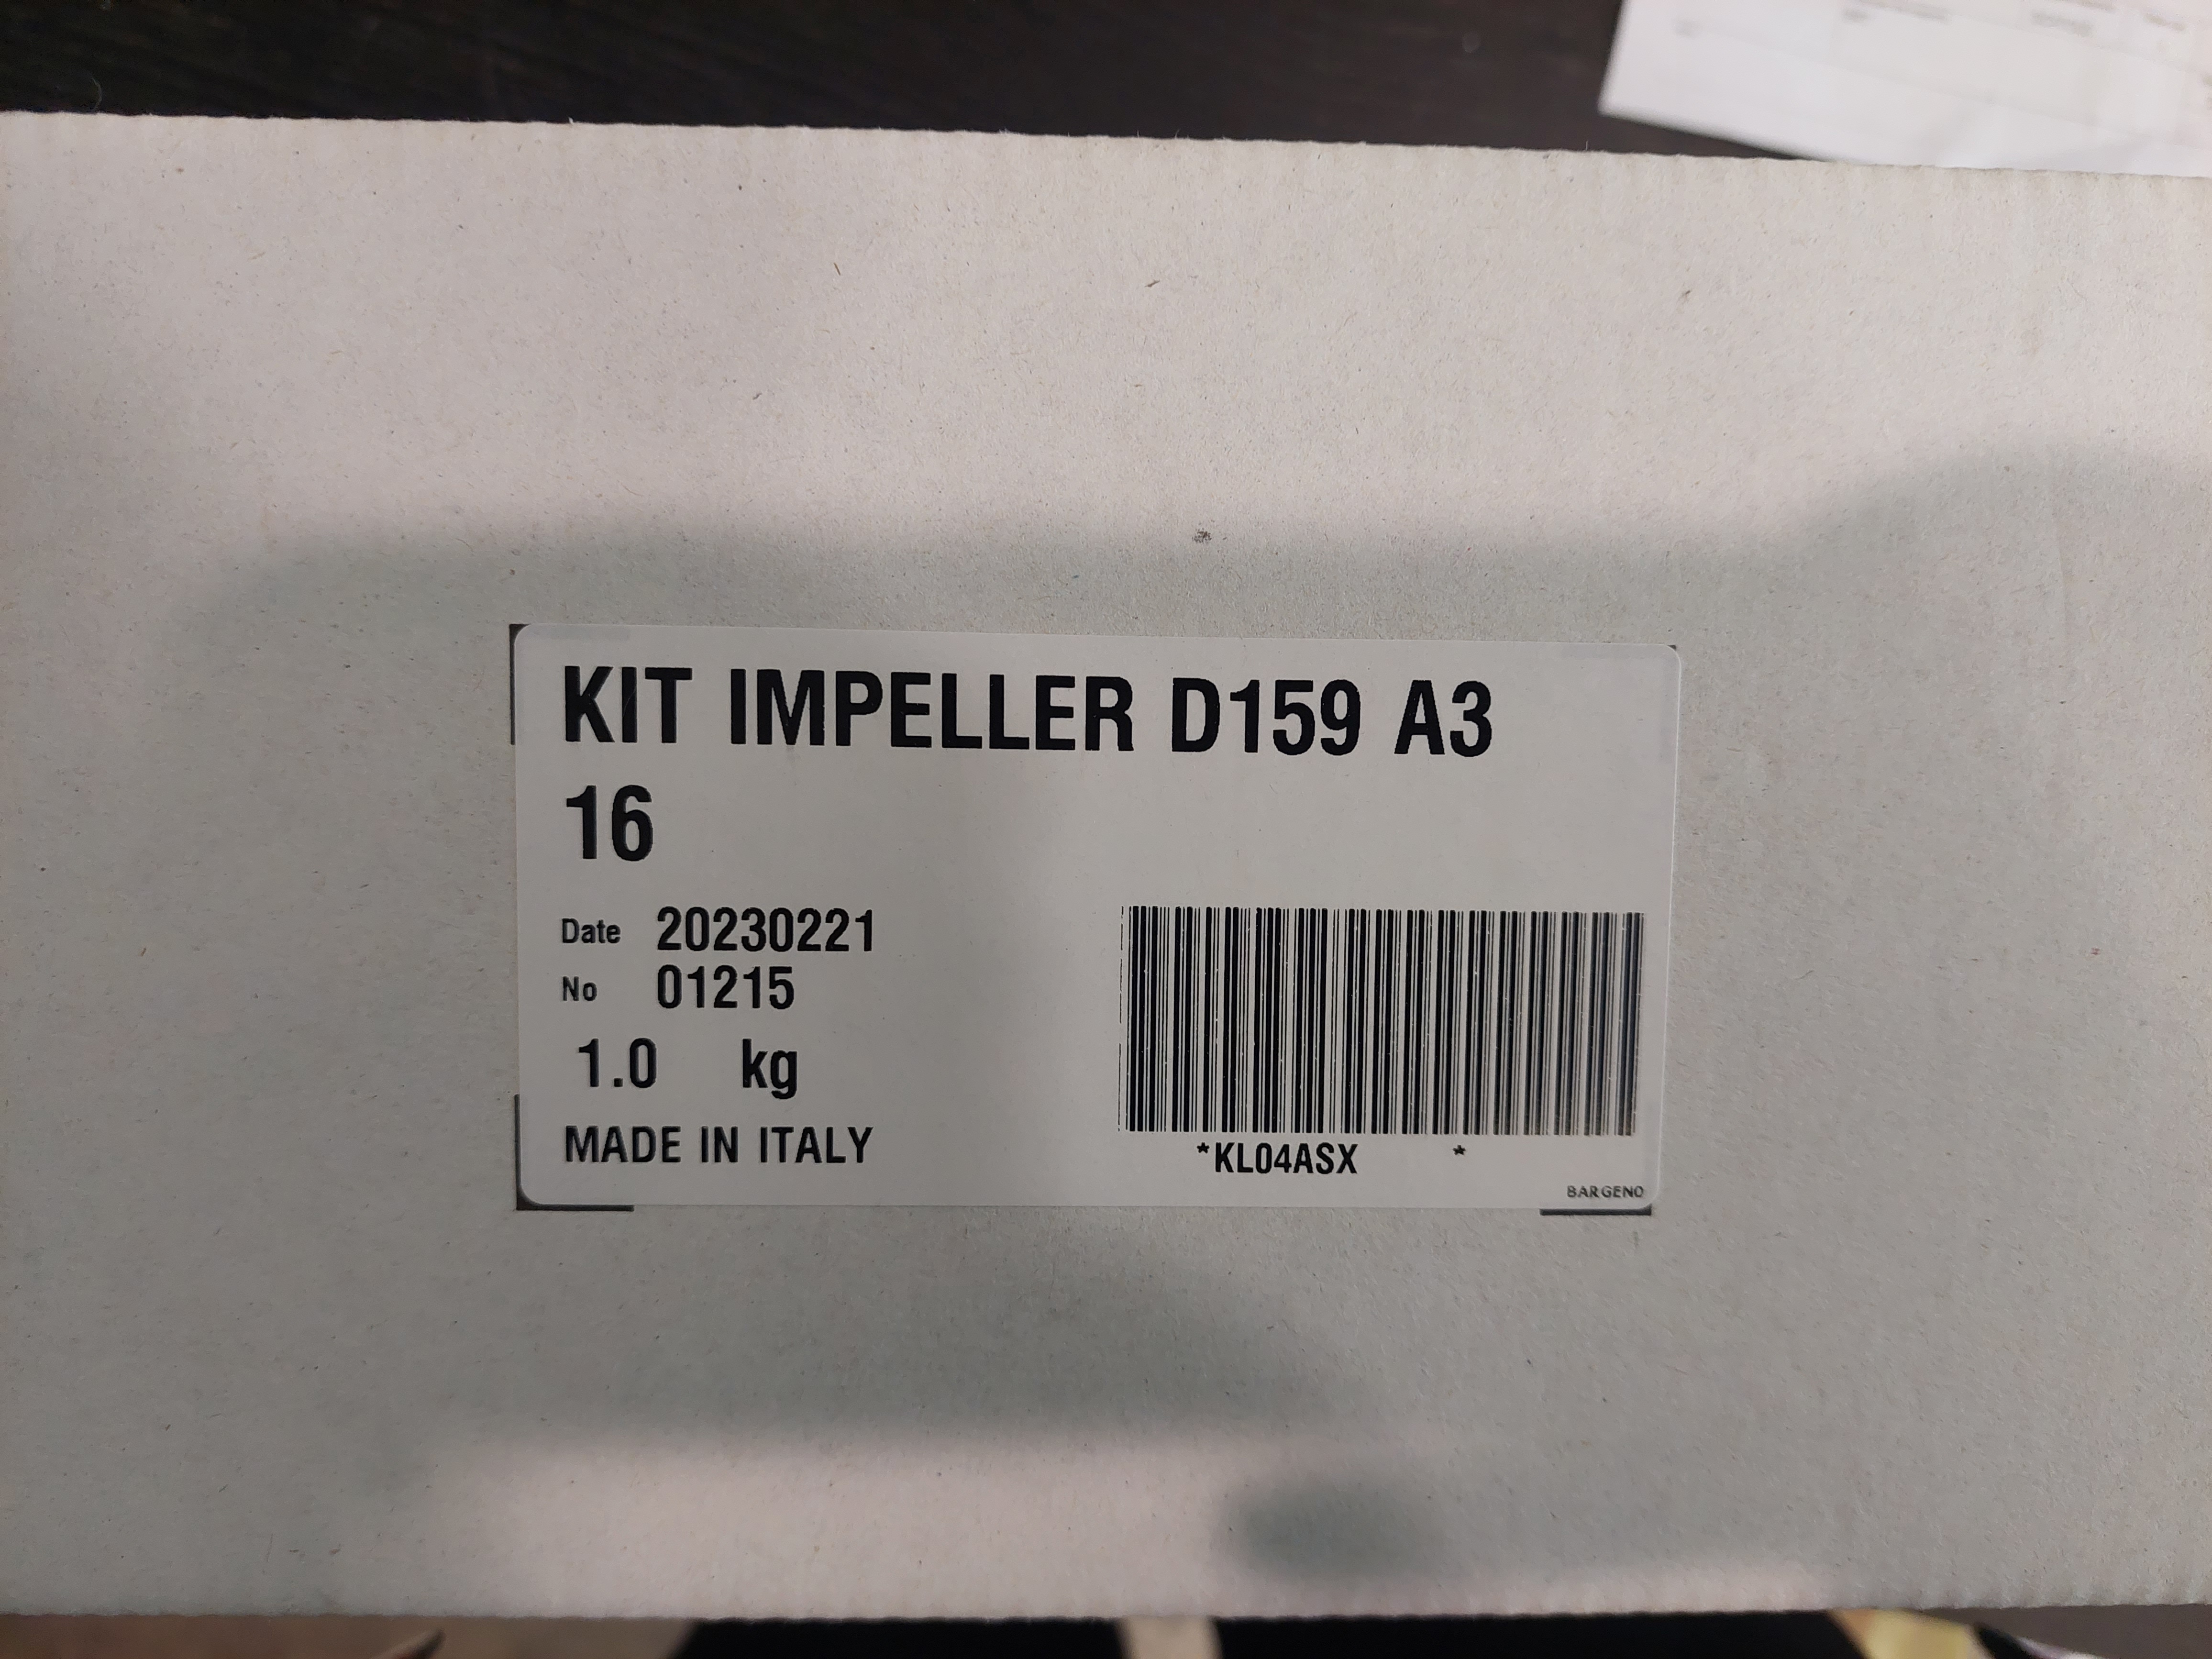 KIT IMPELLER D159 A3
16
Date 20230221
No 01215
1.0 kg
MADE IN ITALY
*KL04ASX *
BARGENO